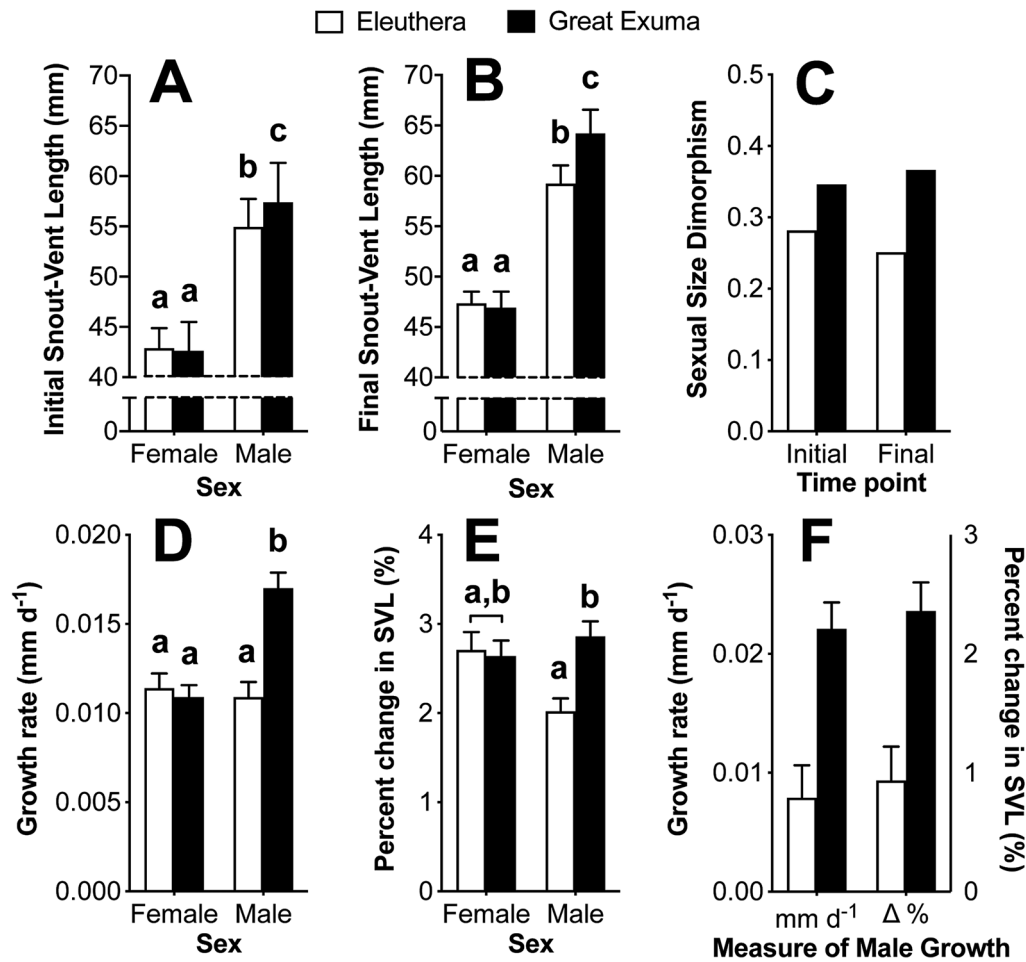 Eleuthera Great Exuma
A
Initial Snout-Vent Length (mm)
70
65
60
55
50
45
40
0
a a b c
Female Male
Sex
B
Final Snout-Vent Length (mm)
70
65
60
55
50
45
40
0
a a b c
Female Male
Sex
C
Sexual Size Dimorphism
0.5
0.4
0.3
0.2
0.1
0.0
Initial Final
Time point
D
Growth rate (mm d⁻¹)
0.020
0.015
0.010
0.005
0.000
a a a b
Female Male
Sex
E
Percent change in SVL (%)
4
3
2
1
0
a,b a b
Female Male
Sex
F
Growth rate (mm d⁻¹)
0.03
0.02
0.01
0.00
3
2
1
0
Percent change in SVL
(%)
mm d⁻¹ Δ %
Measure of Male Growth